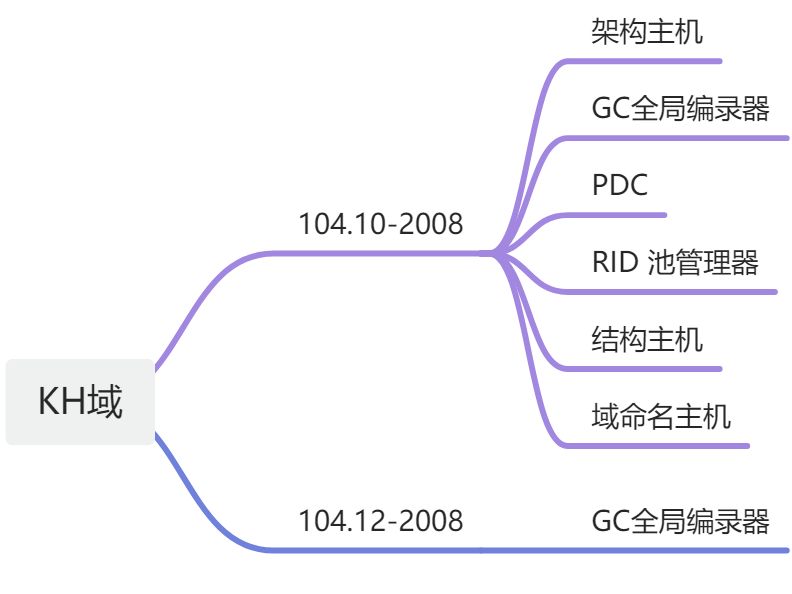 KH域
104.10-2008
架构主机
GC全局编录器
PDC
RID 池管理器
结构主机
域命名主机
104.12-2008
GC全局编录器